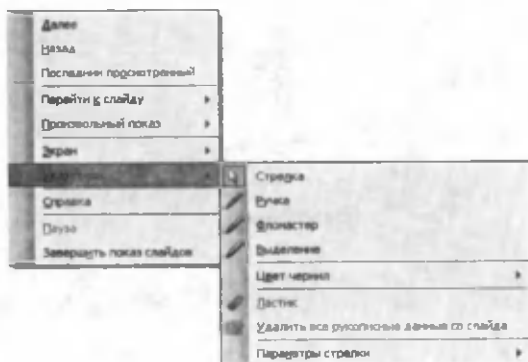 Далее
Назад
Последний просмотренный
Перейти к слайду
Произвольный показ
Экран
Справка
Пауза
Завершить показ слайдов
Стрелка
Ручка
Фломастер
Выделение
Цвет чернил
Ластик
Удалить все рукописные данные со слайда
Параметры стрелки